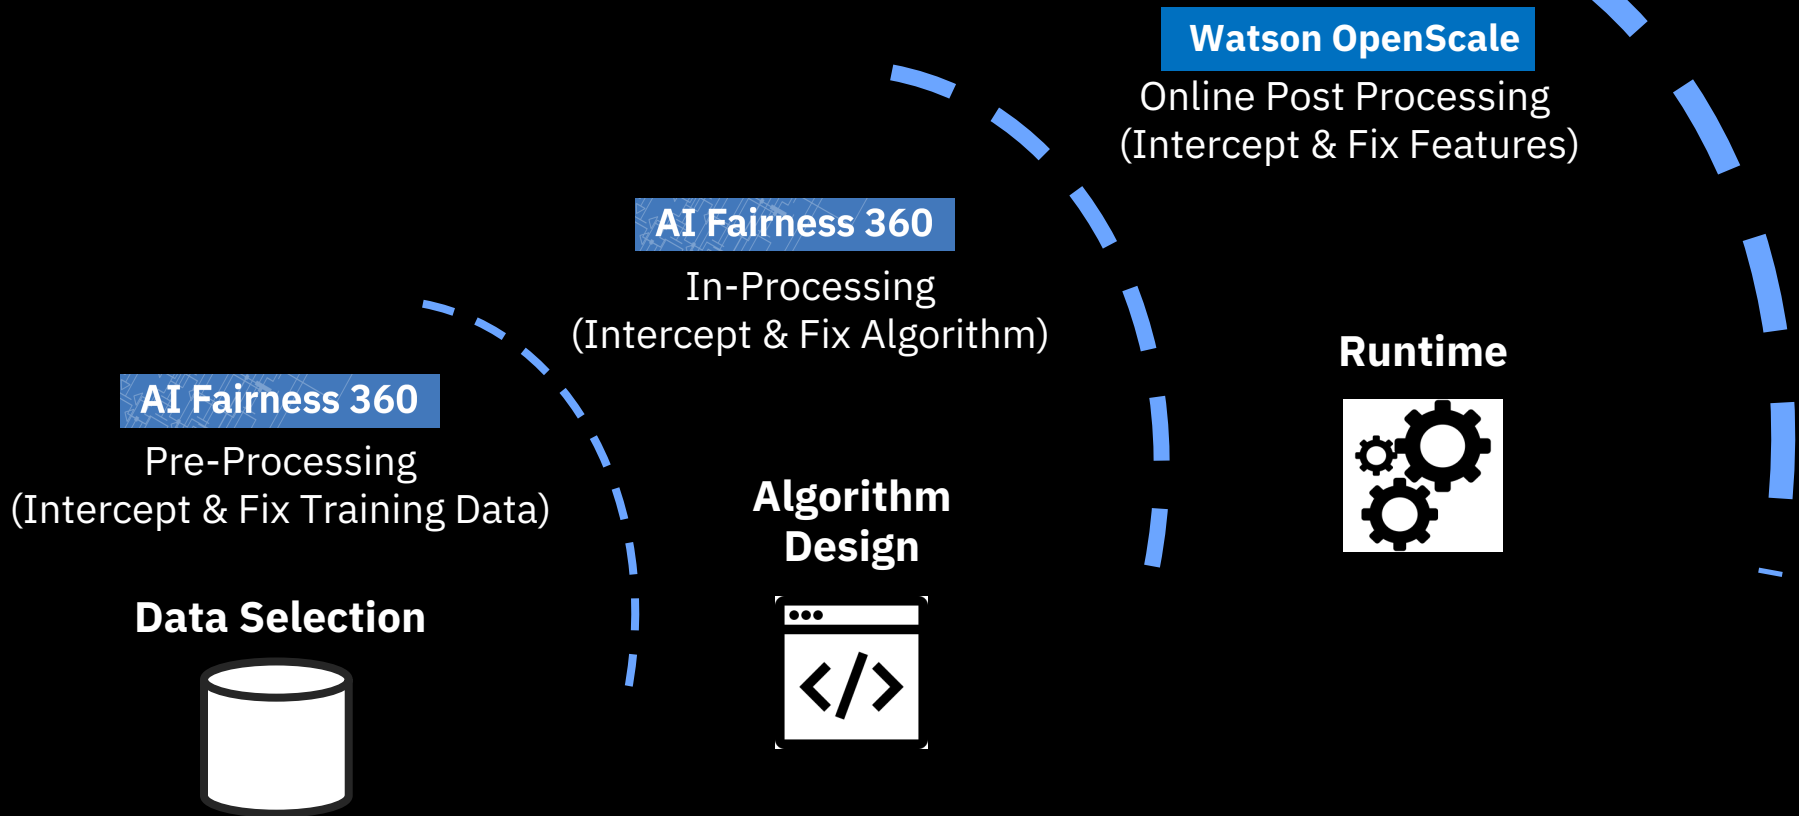 AI Fairness 360
Pre-Processing
(Intercept & Fix Training Data)
Data Selection
AI Fairness 360
In-Processing
(Intercept & Fix Algorithm)
Algorithm
Design
</>
Watson OpenScale
Online Post Processing
(Intercept & Fix Features)
Runtime